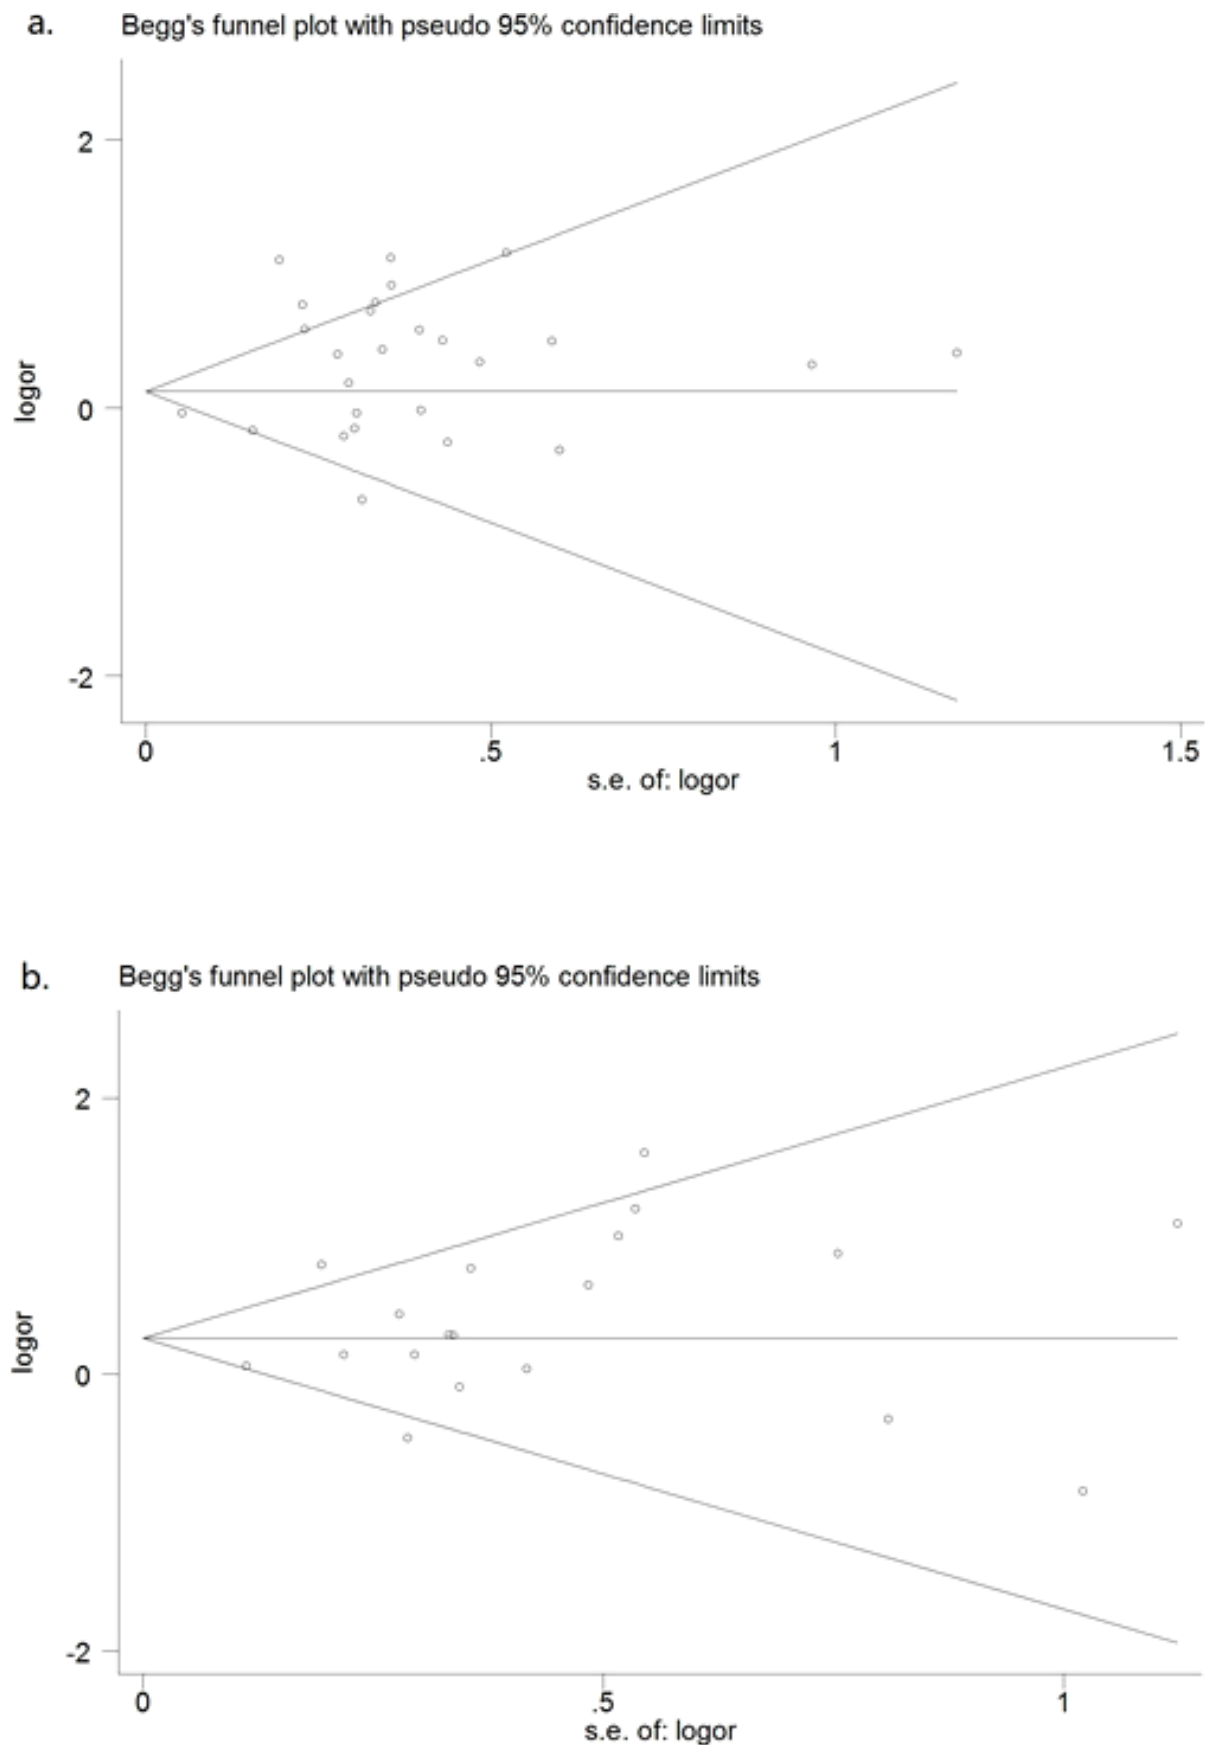 a. Begg's funnel plot with pseudo 95% confidence limits
2
0
-2
logor
0 .5 1 1.5
s.e. of: logor
b. Begg's funnel plot with pseudo 95% confidence limits
2
0
-2
logor
0 .5 1
s.e. of: logor